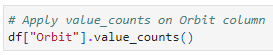 # Apply value_counts on Orbit column
df["Orbit"].value_counts()